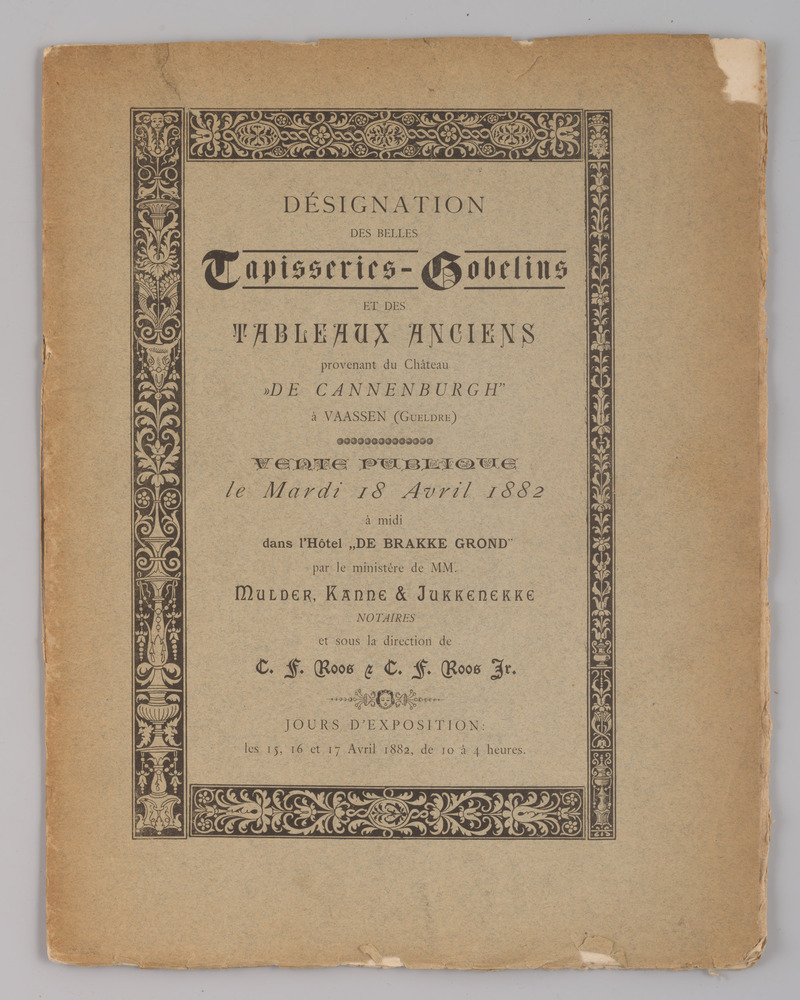 DÉSIGNATION
DES BELLES
Tapisseries-Gobelins
ET DES
TABLEAUX ANCIENS
provenant du Château
„DE CANNENBURGH”
à VAASSEN (GUELDRE)
VENTE PUBLIQUE
le Mardi 18 Avril 1882
à midi
dans l'Hôtel „DE BRAKKE GROND”
par le ministère de MM.
MULDER, KANNE & JUKKENEKKE
NOTAIRES
et sous la direction de
C. F. Roos & C. F. Roos Jr.
JOURS D'EXPOSITION:
les 15, 16 et 17 Avril 1882, de 10 à 4 heures.